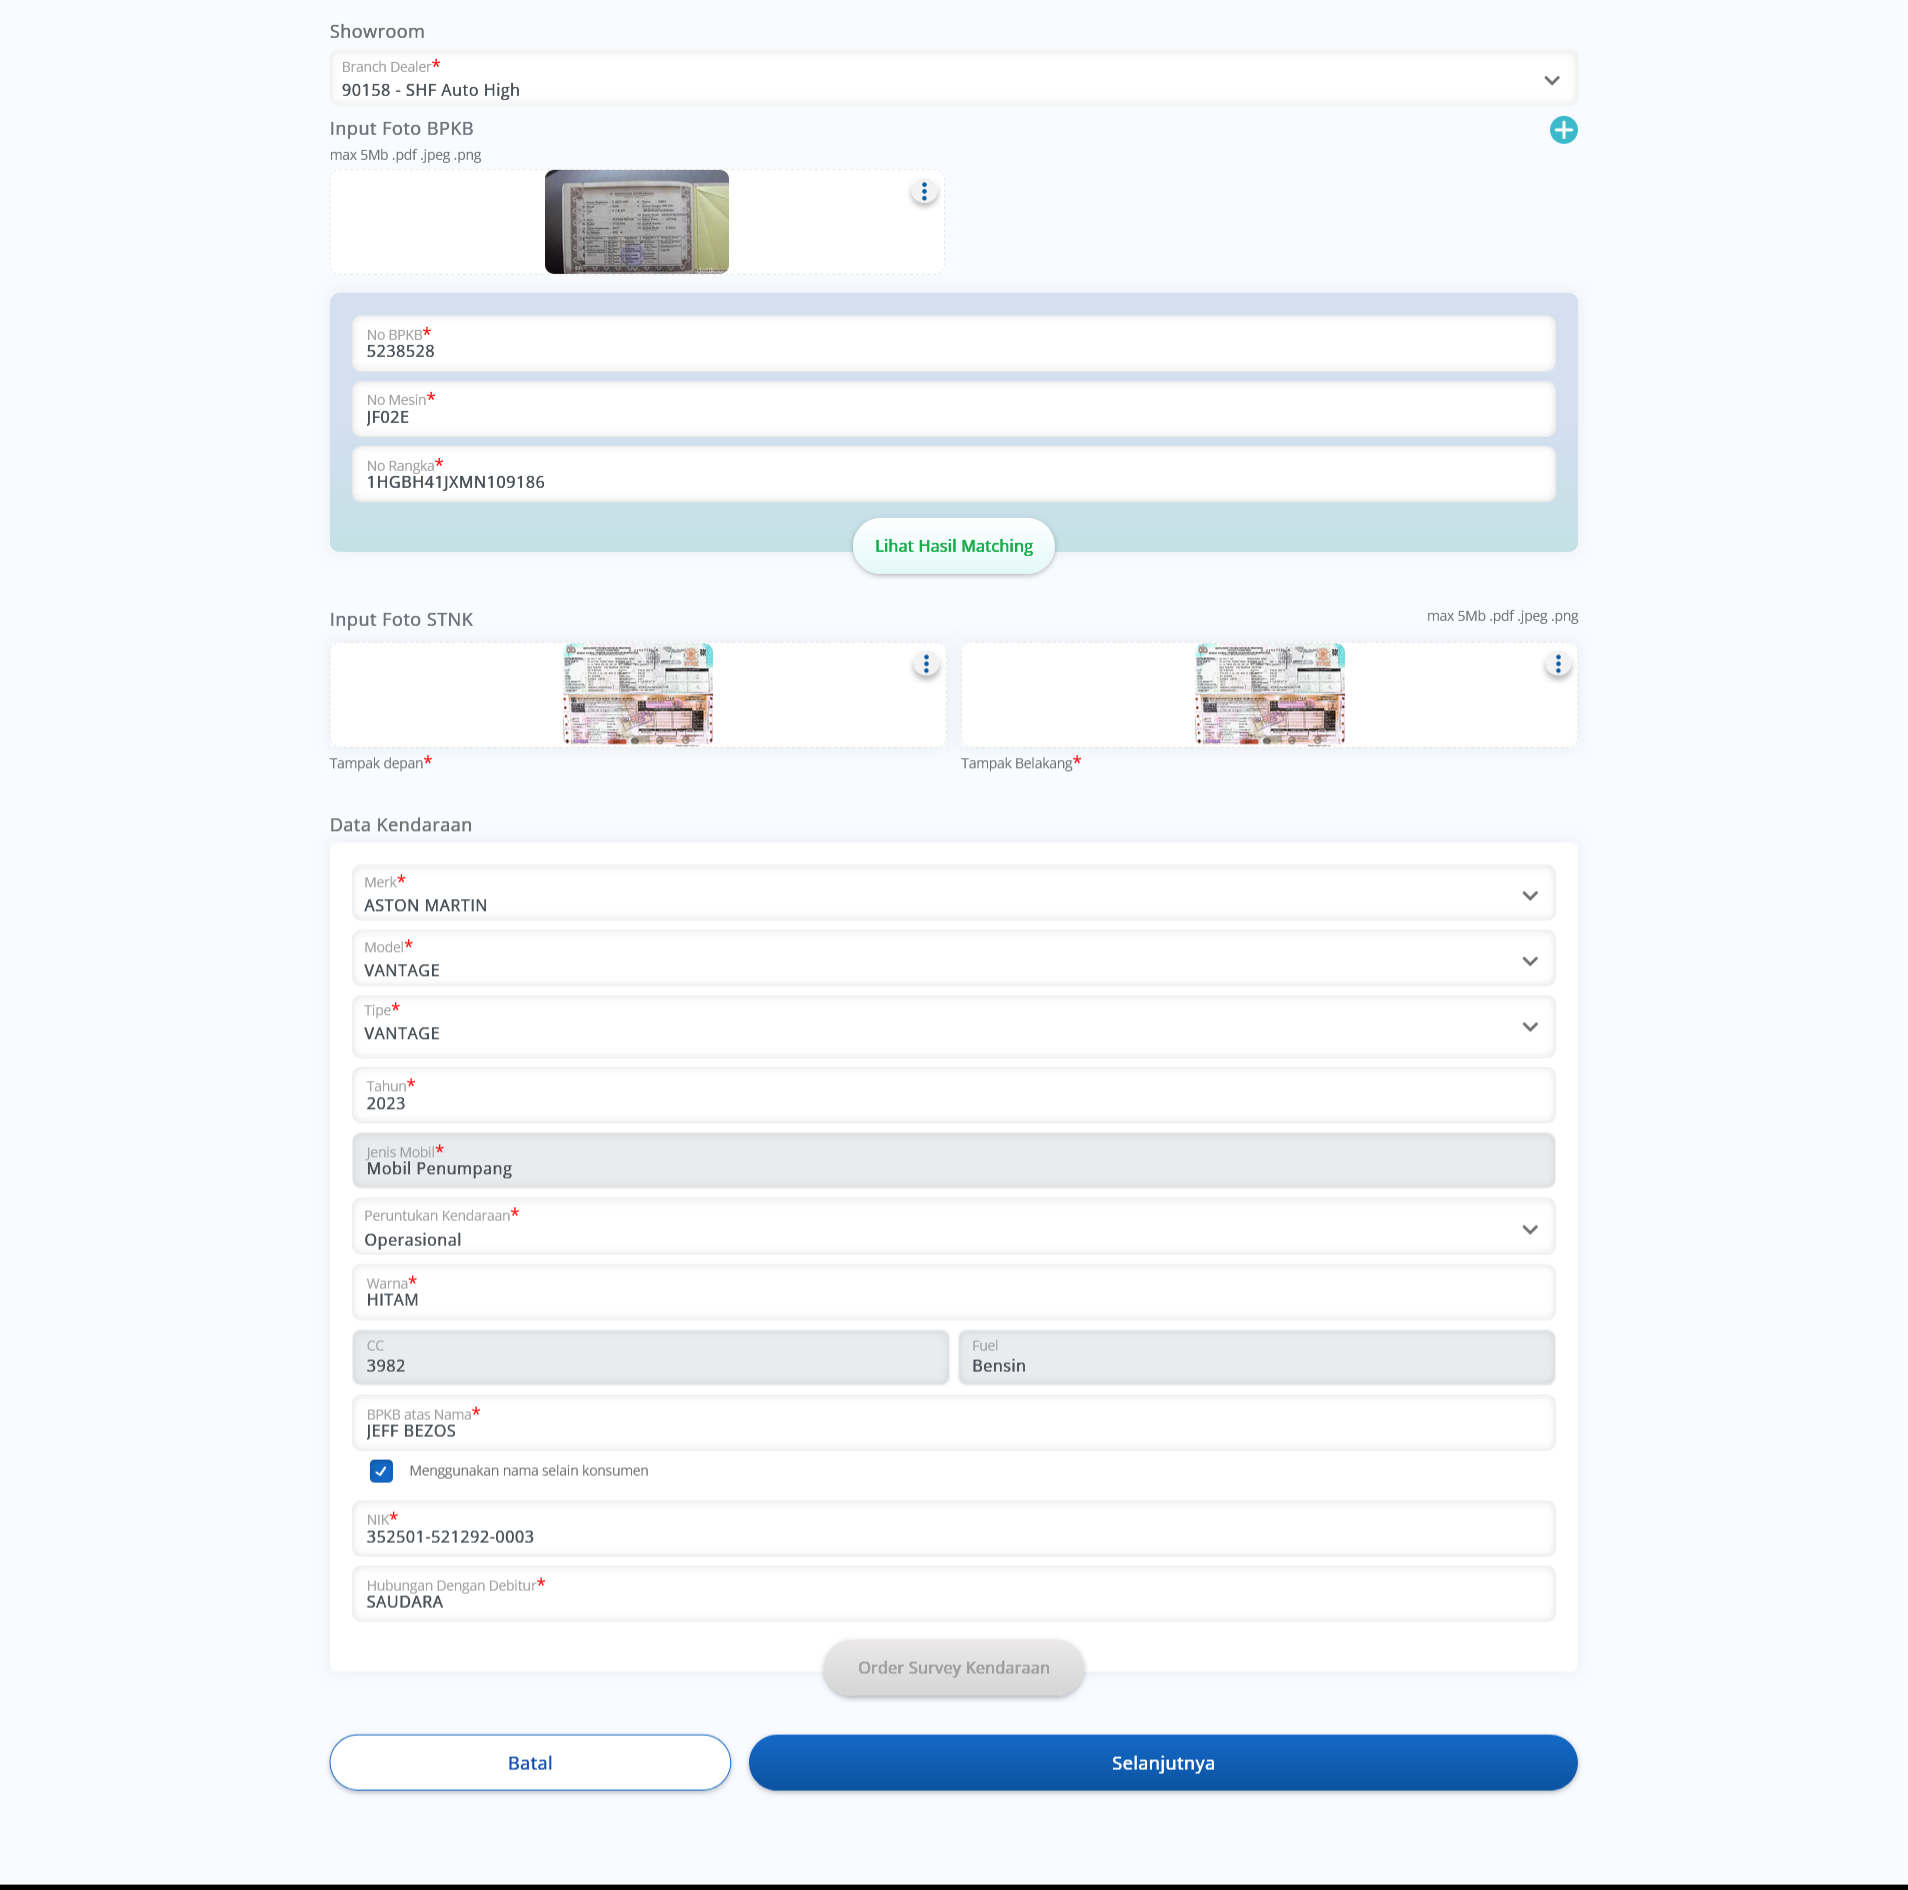 Showroom
Branch Dealer*
90158 - SHF Auto High
Input Foto BPKB
max 5Mb .pdf .jpeg .png
No BPKB*
5238528
No Mesin*
JF02E
No Rangka*
1HGBH41JXMN109186
Lihat Hasil Matching
Input Foto STNK
max 5Mb .pdf .jpeg .png
Tampak depan*
Tampak Belakang*
Data Kendaraan
Merk*
ASTON MARTIN
Model*
VANTAGE
Tipe*
VANTAGE
Tahun*
2023
Jenis Mobil*
Mobil Penumpang
Peruntukan Kendaraan*
Operasional
Warna*
HITAM
CC
3982
Fuel
Bensin
BPKB atas Nama*
JEFF BEZOS
Menggunakan nama selain konsumen
NIK*
352501-521292-0003
Hubungan Dengan Debitur*
SAUDARA
Order Survey Kendaraan
Batal
Selanjutnya